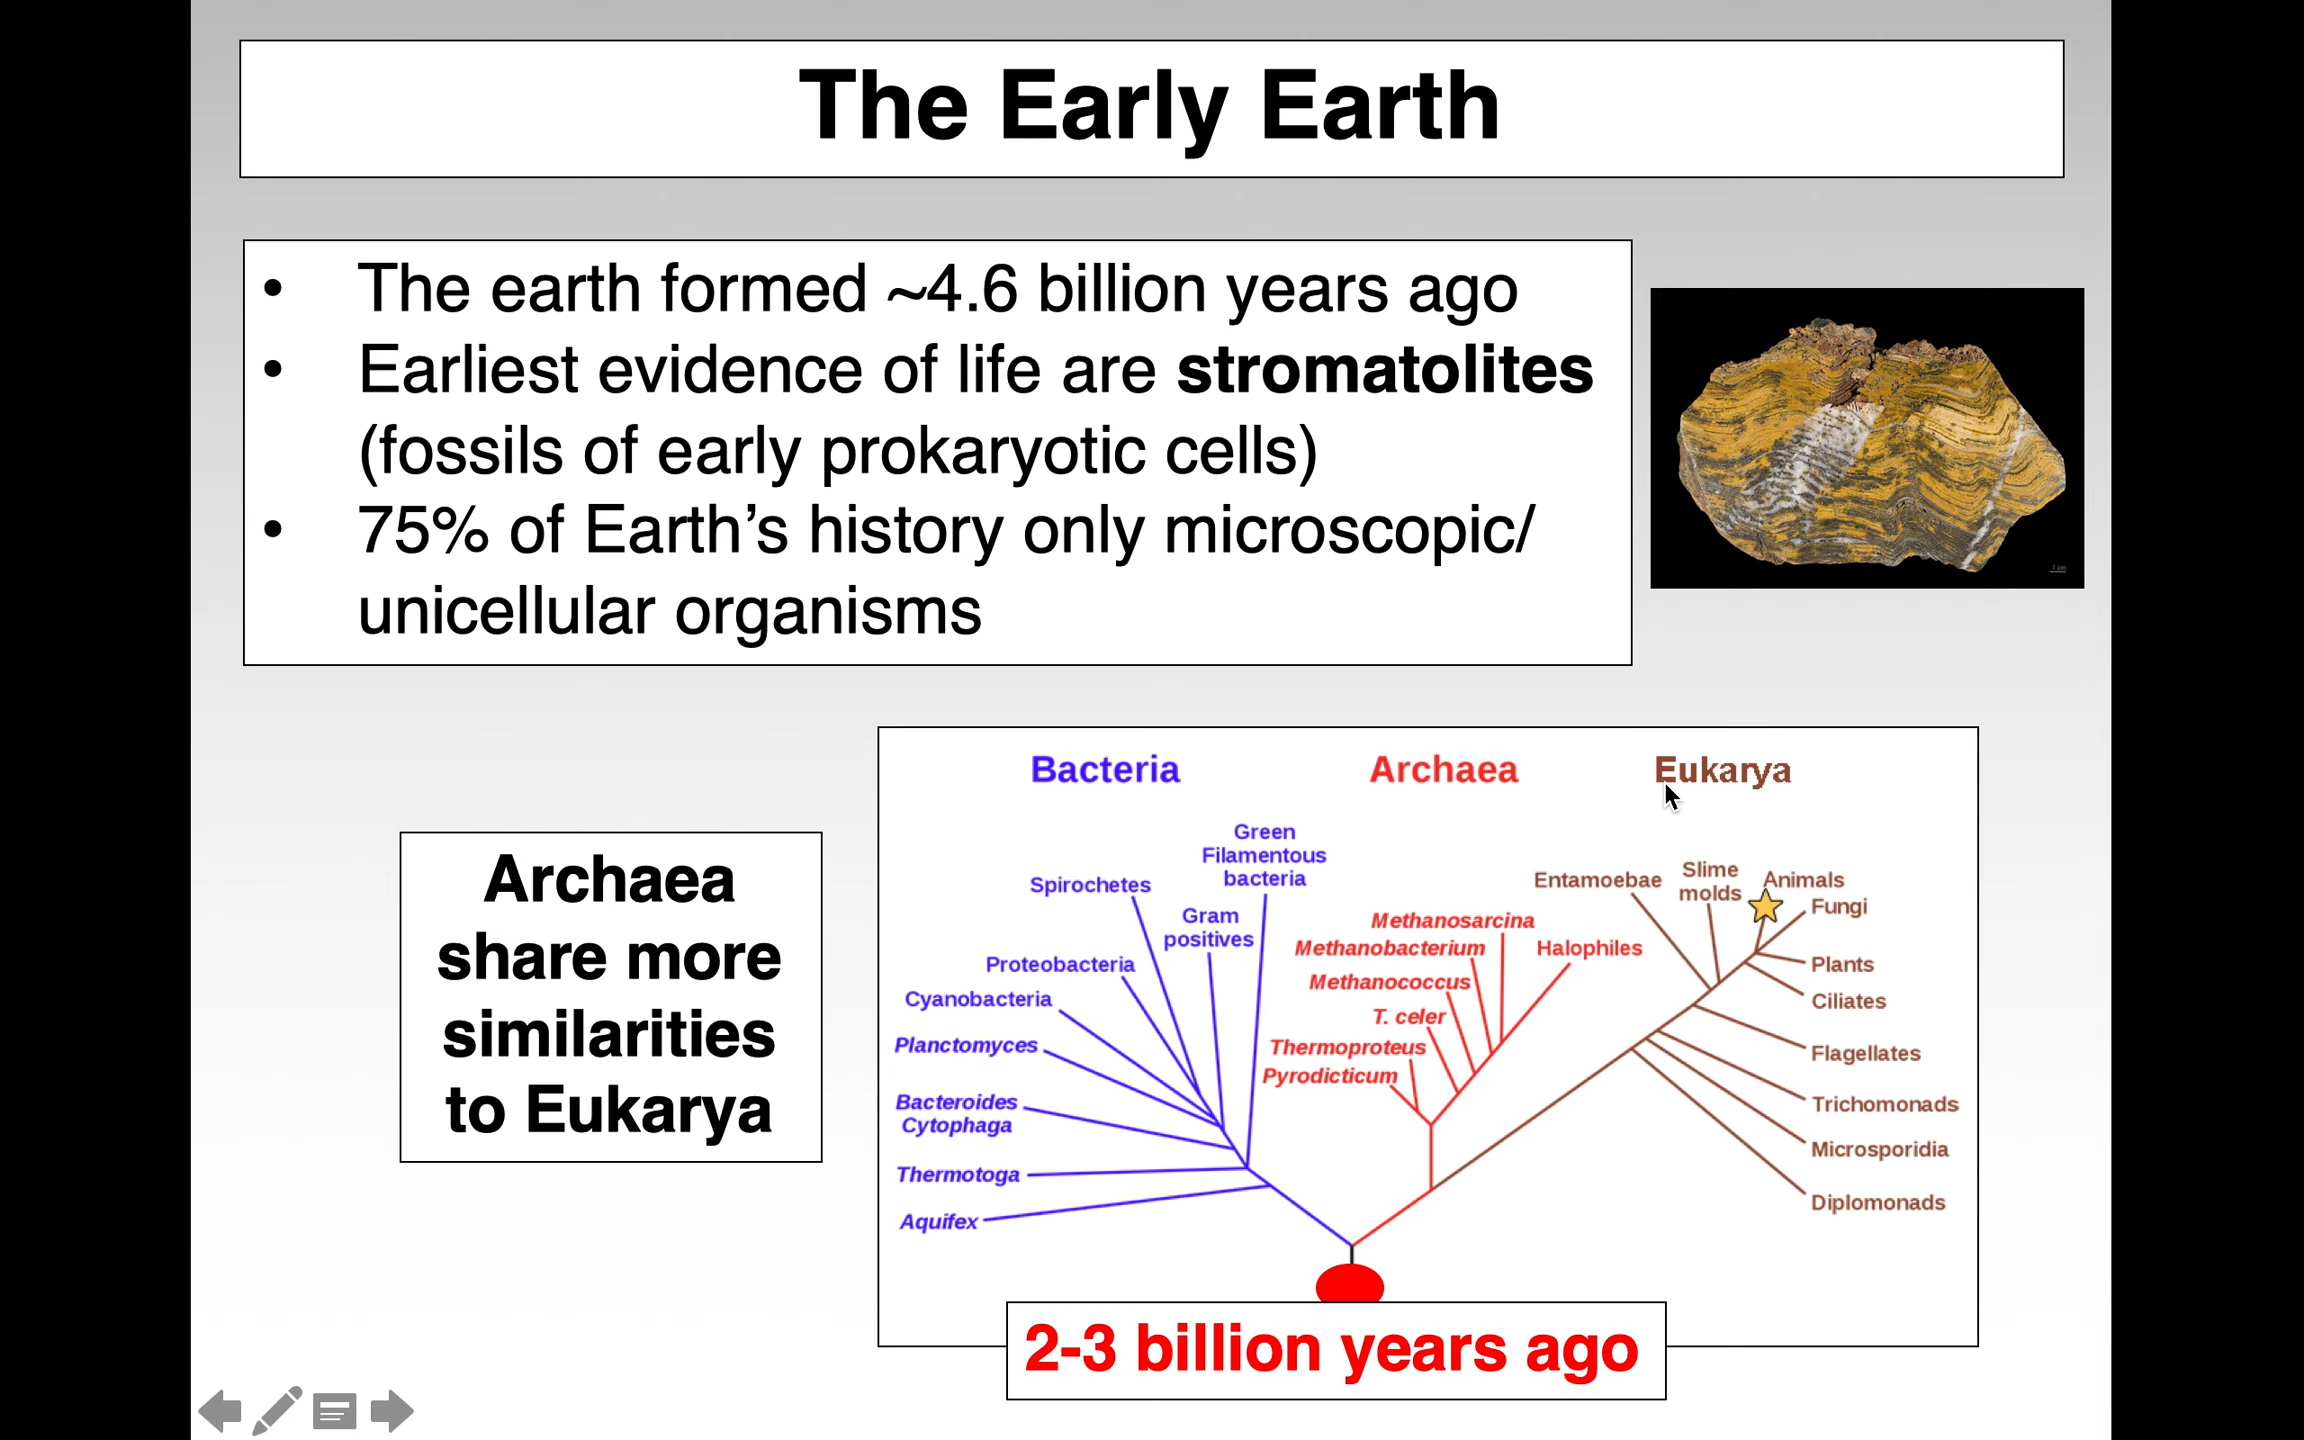 The Early Earth
• The earth formed ~4.6 billion years ago
• Earliest evidence of life are stromatolites
(fossils of early prokaryotic cells)
• 75% of Earth’s history only microscopic/
unicellular organisms
1 cm
Archaea
share more
similarities
to Eukarya
Bacteria
Archaea
Eukarya
Green
Filamentous
bacteria
Spirochetes
Gram
positives
Proteobacteria
Cyanobacteria
Planctomyces
Bacteroides
Cytophaga
Thermotoga
Aquifex
Methanosarcina
Methanobacterium
Halophiles
Methanococcus
T. celer
Thermoproteus
Pyrodicticum
Entamoebae
Slime
molds
Animals
Fungi
Plants
Ciliates
Flagellates
Trichomonads
Microsporidia
Diplomonads
2-3 billion years ago